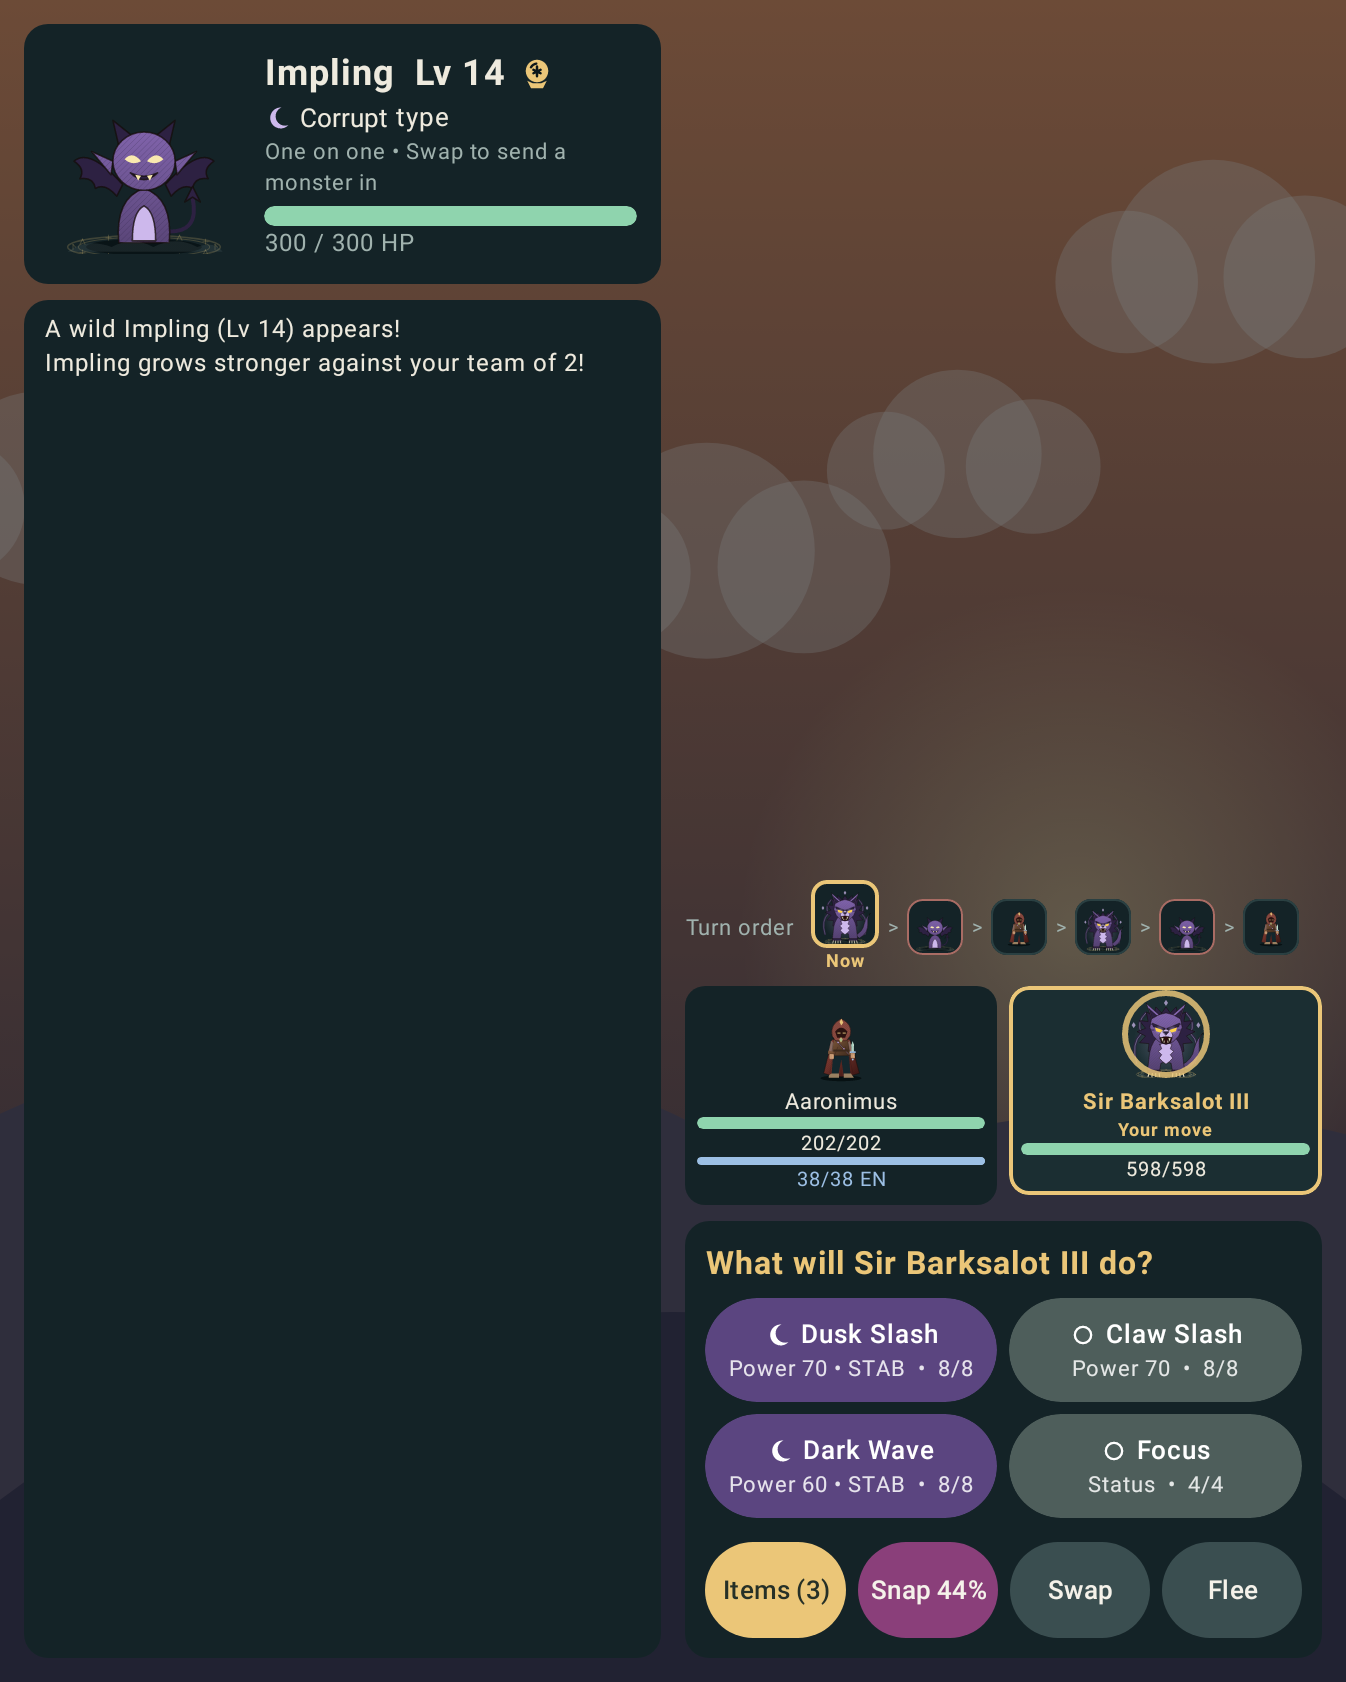 Impling Lv 14
Corrupt type
One on one • Swap to send a
monster in
300 / 300 HP
A wild Impling (Lv 14) appears!
Impling grows stronger against your team of 2!
Turn order > > > > >
Now
Aaronimus
202/202
38/38 EN
Sir Barksalot III
Your move
598/598
What will Sir Barksalot III do?
Dusk Slash
Power 70 • STAB • 8/8
Claw Slash
Power 70 • 8/8
Dark Wave
Power 60 • STAB • 8/8
Focus
Status • 4/4
Items (3)
Snap 44%
Swap
Flee